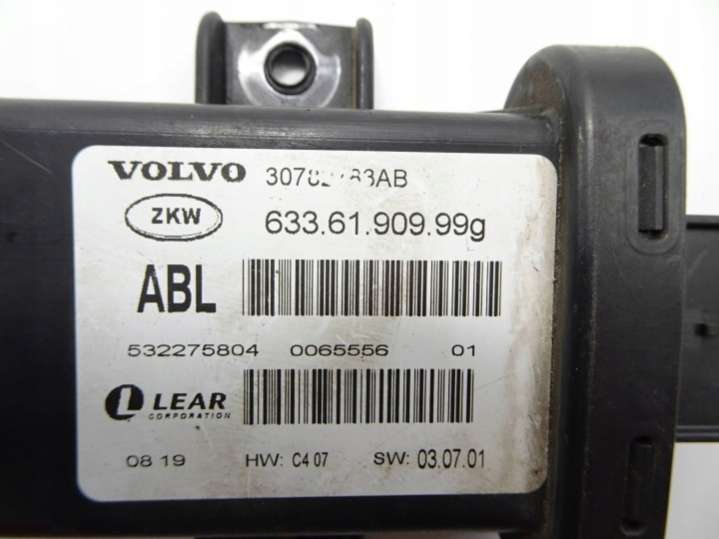 VOLVO
ZKW 633.61.909.99g
ABL
532275804 0065556 01
LEAR
CORPORATION
08 19 HW: C4 07 SW: 03.07.01